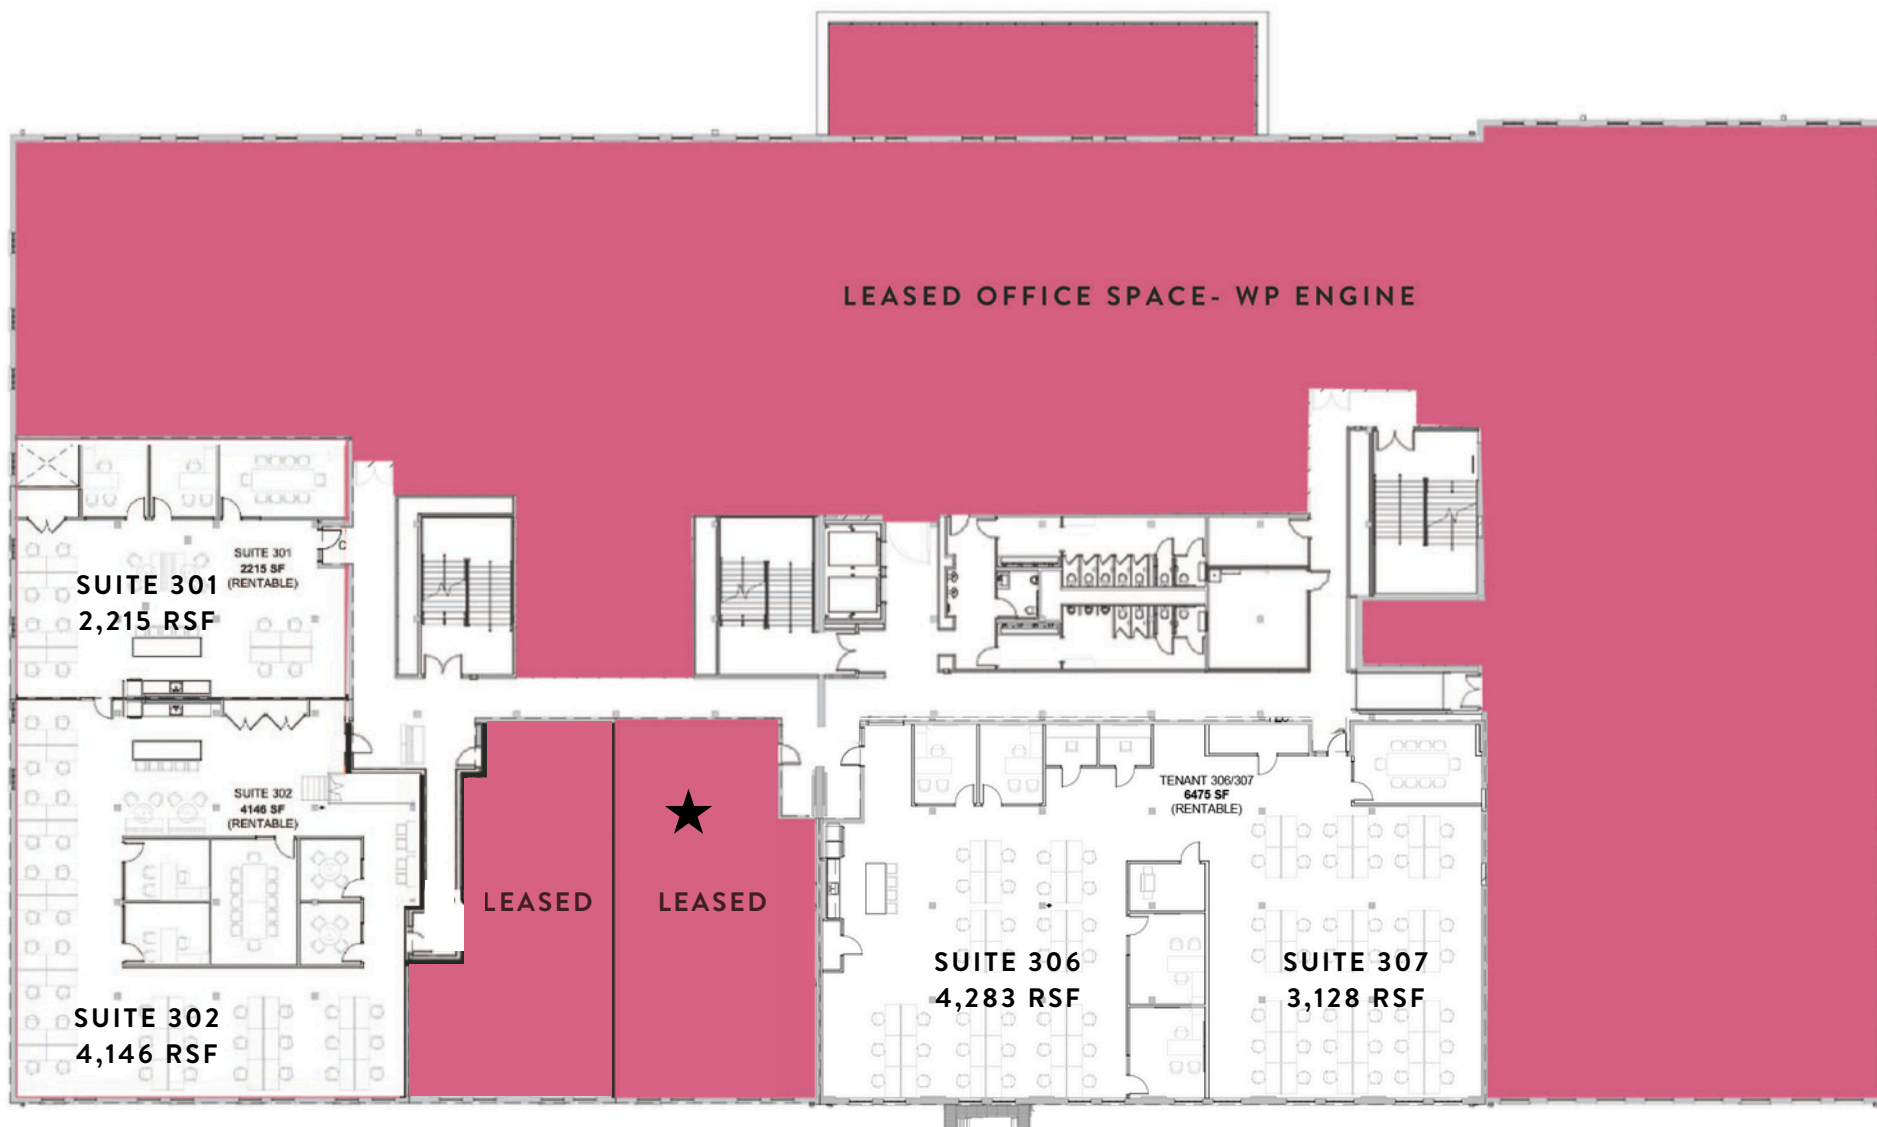 LEASED OFFICE SPACE- WP ENGINE
SUITE 301
2215 SF
(RENTABLE)
SUITE 301
2,215 RSF
SUITE 302
4146 SF
(RENTABLE)
SUITE 302
4,146 RSF
LEASED
LEASED
TENANT 306/307
6475 SF
(RENTABLE)
SUITE 306
4,283 RSF
SUITE 307
3,128 RSF